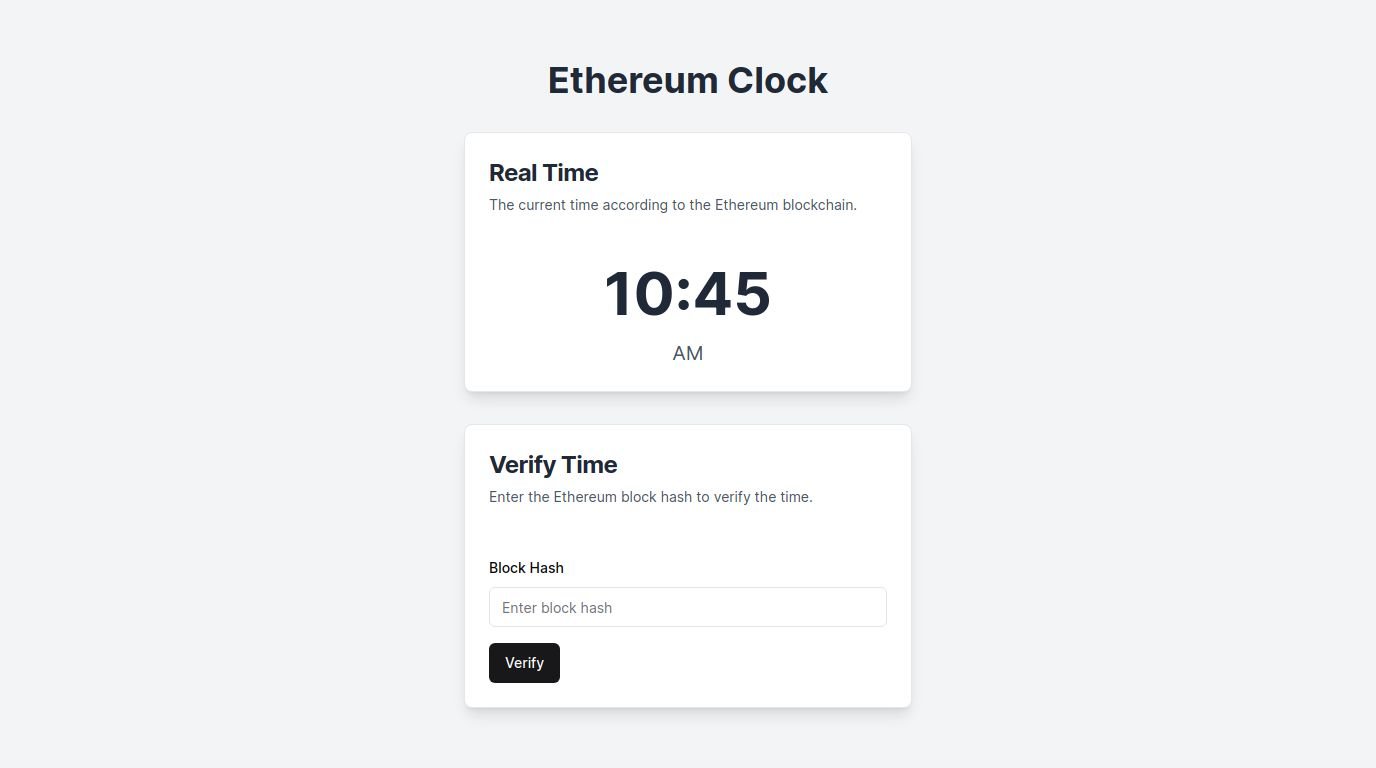 Ethereum Clock
Real Time
The current time according to the Ethereum blockchain.
10:45
AM
Verify Time
Enter the Ethereum block hash to verify the time.
Block Hash
Enter block hash
Verify